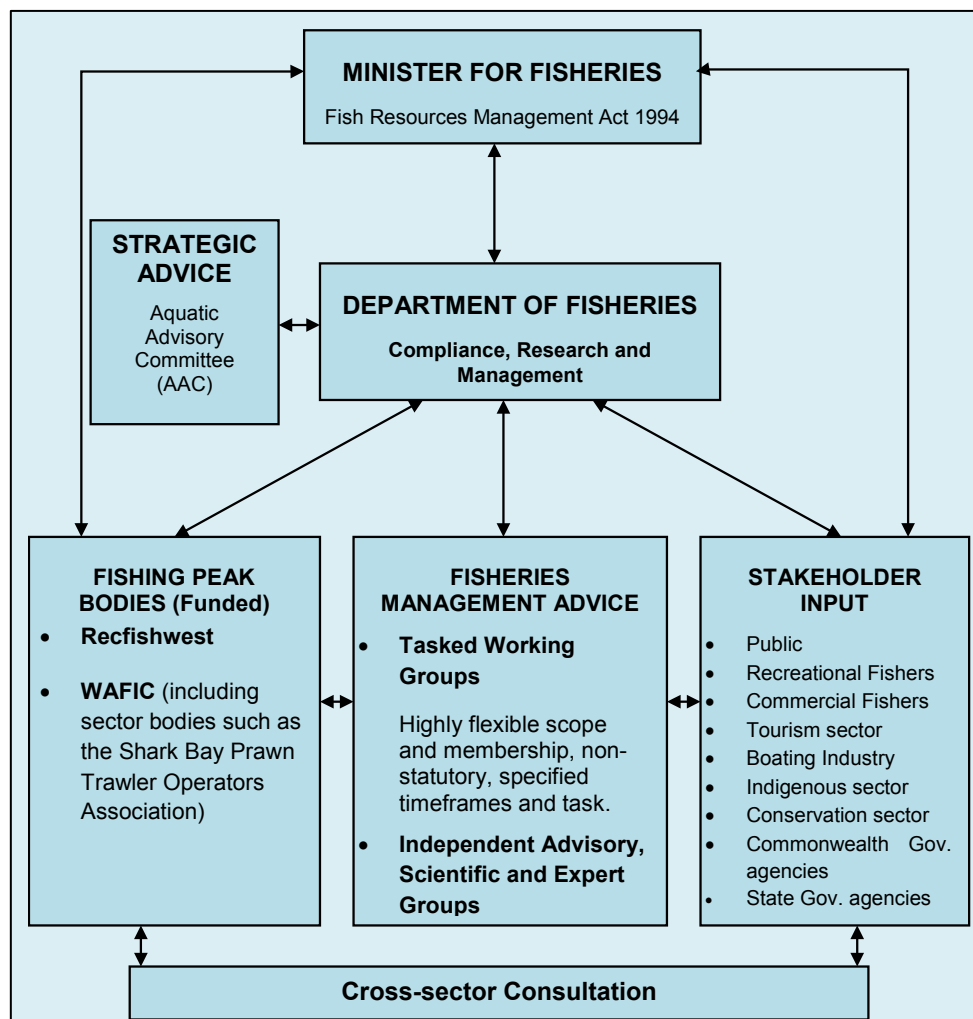 MINISTER FOR FISHERIES
Fish Resources Management Act 1994
STRATEGIC
ADVICE
Aquatic
Advisory
Committee
(AAC)
DEPARTMENT OF FISHERIES
Compliance, Research and
Management
FISHING PEAK
BODIES (Funded)
• Recfishwest
• WAFIC (including
sector bodies such as
the Shark Bay Prawn
Trawler Operators
Association)
FISHERIES
MANAGEMENT ADVICE
• Tasked Working
Groups
Highly flexible scope
and membership, non-
statutory, specified
timeframes and task.
• Independent Advisory,
Scientific and Expert
Groups
STAKEHOLDER
INPUT
• Public
• Recreational Fishers
• Commercial Fishers
• Tourism sector
• Boating Industry
• Indigenous sector
• Conservation sector
• Commonwealth Gov.
agencies
• State Gov. agencies
Cross-sector Consultation